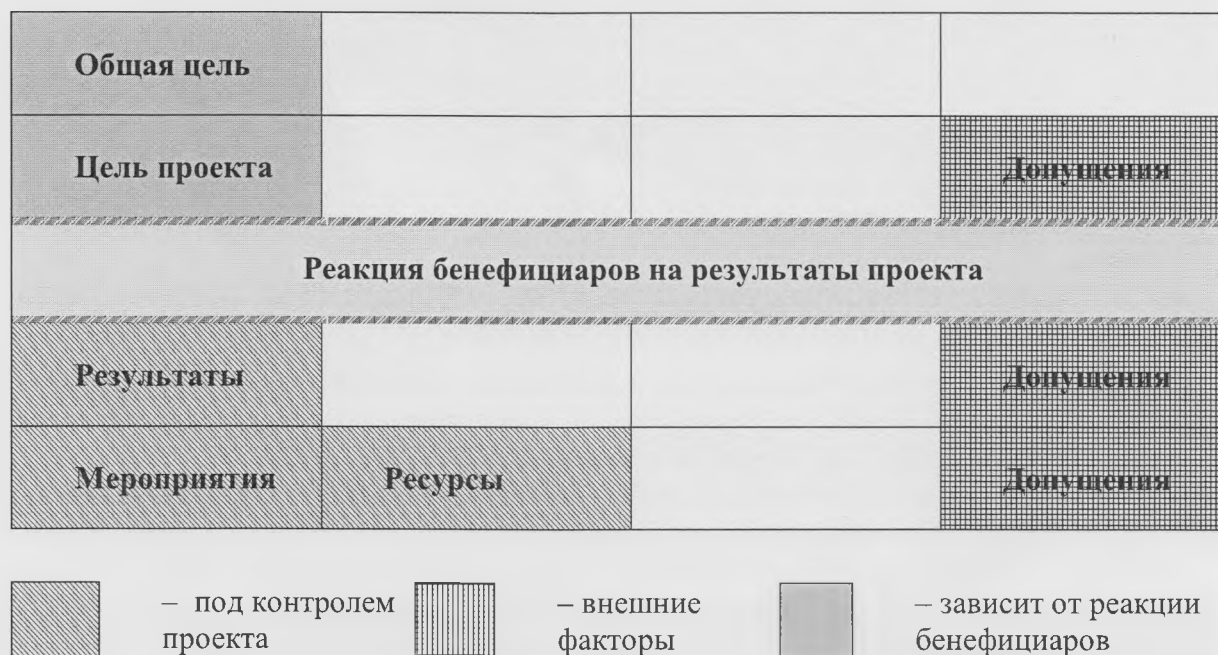 Общая цель
Цель проекта
Допущения
Реакция бенефициаров на результаты проекта
Результаты
Допущения
Мероприятия
Ресурсы
Допущения
– под контролем
проекта
– внешние
факторы
– зависит от реакции
бенефициаров